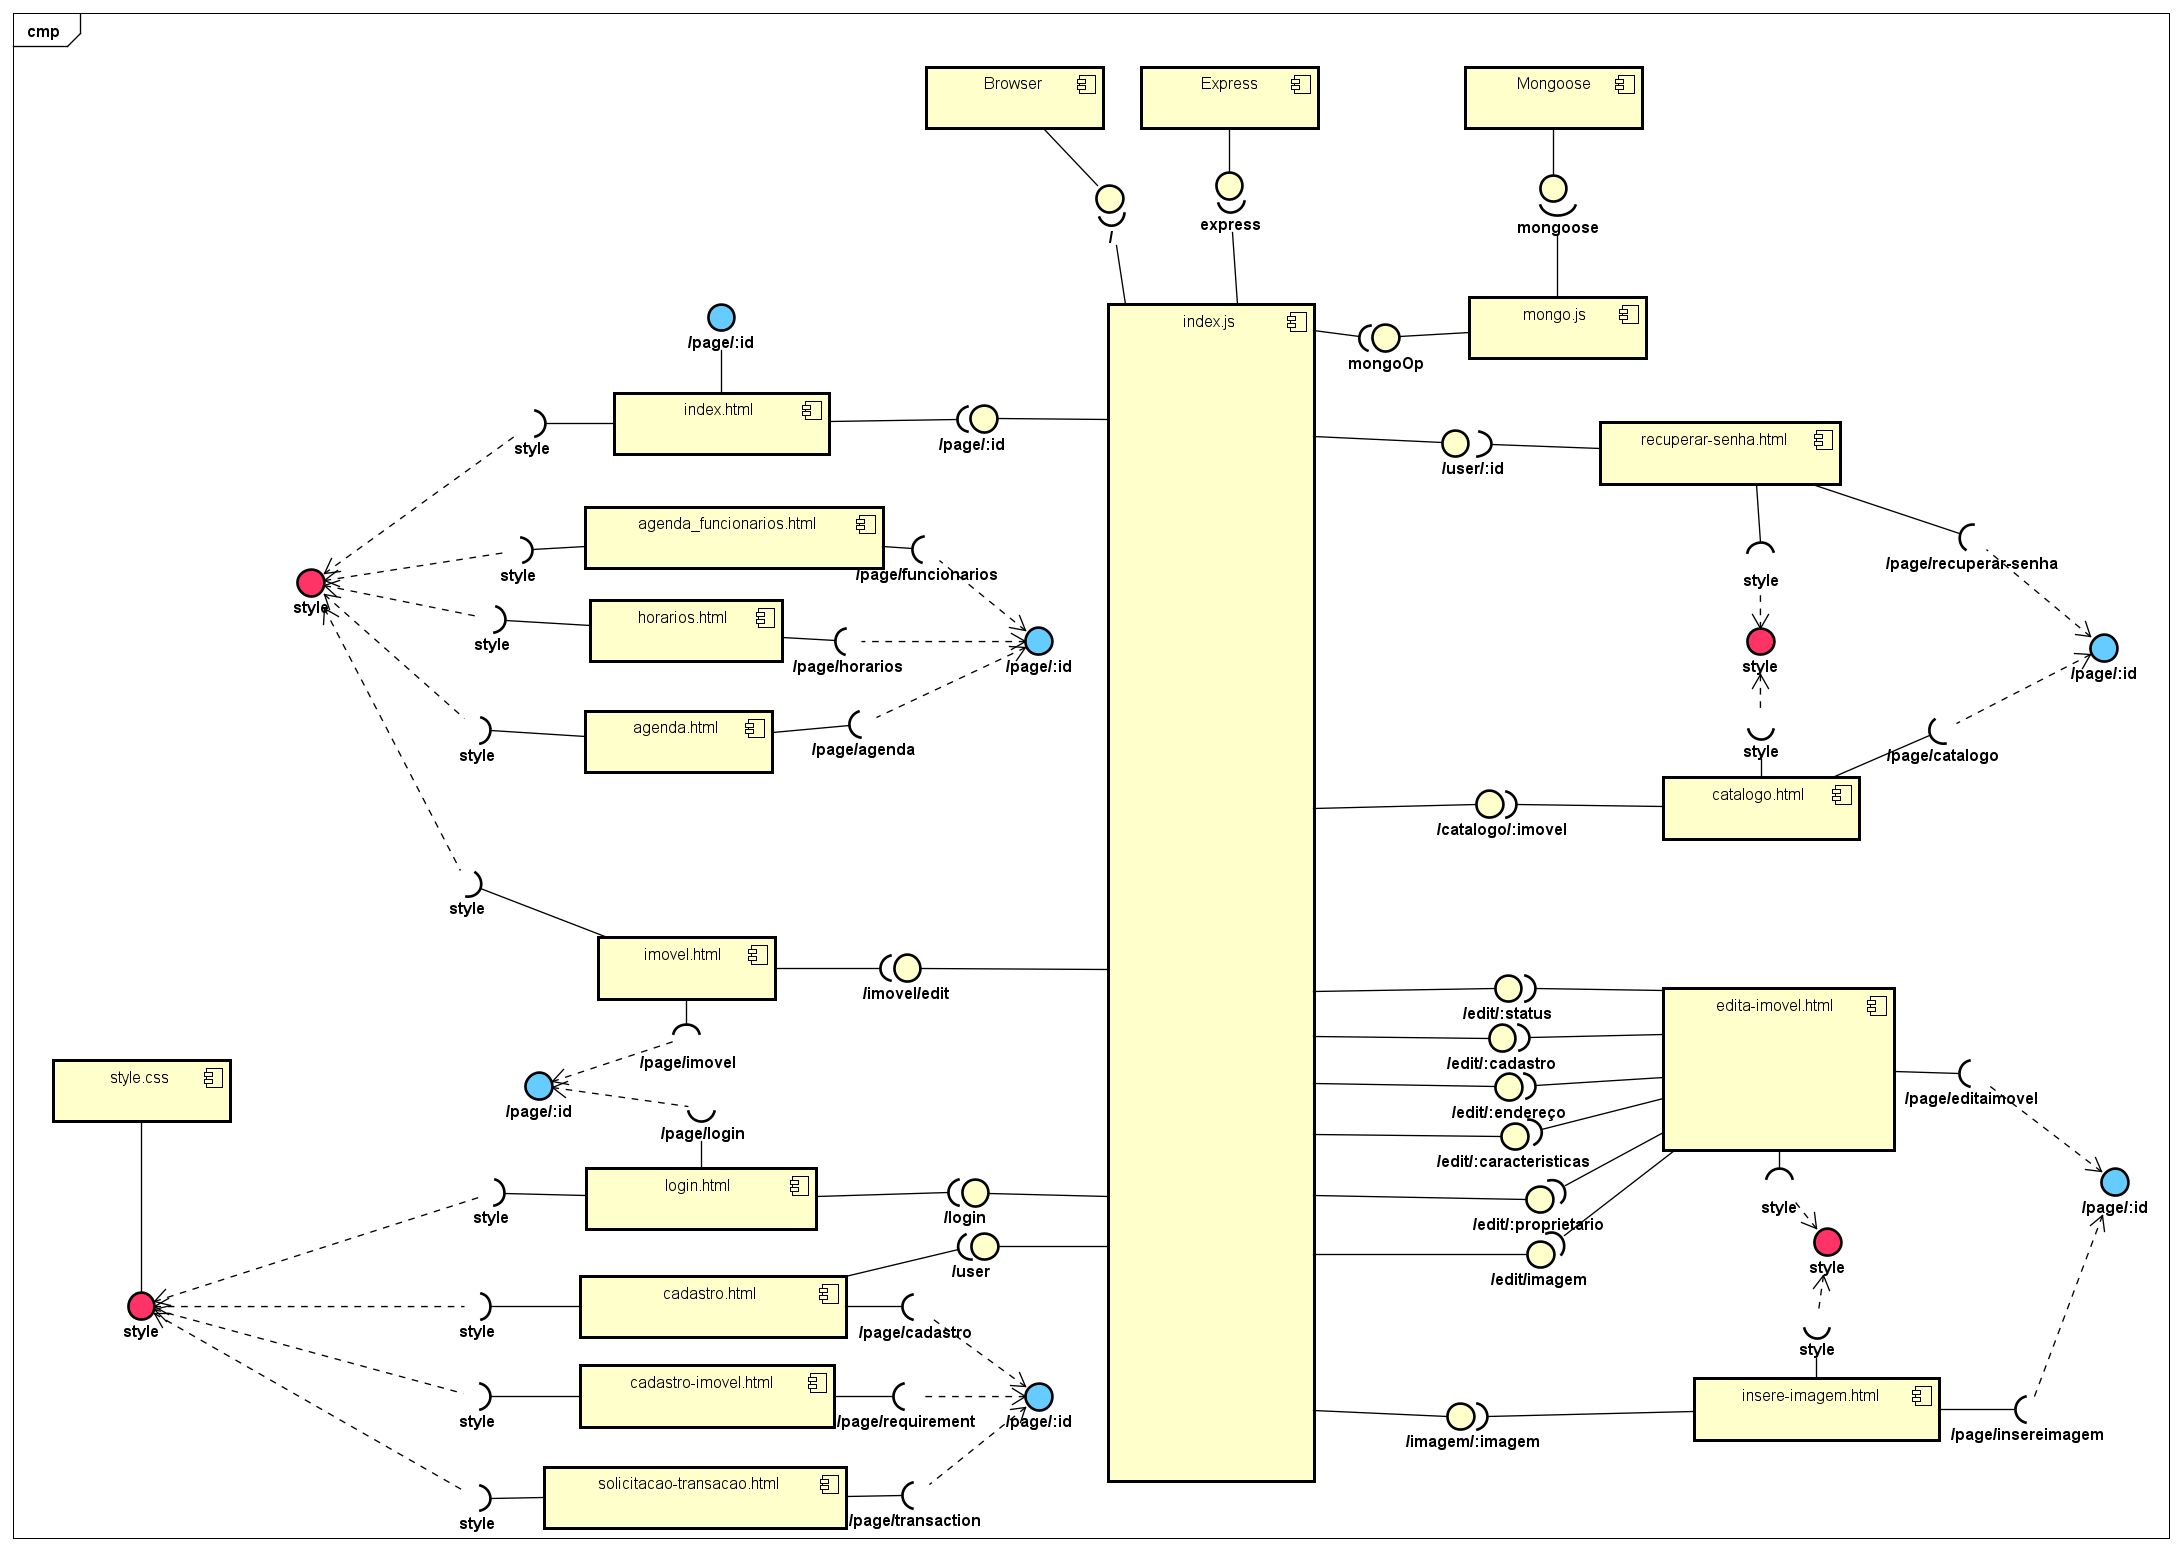 cmp
Browser
Express
Mongoose
/
express
mongoose
index.js
mongo.js
mongoOp
/page/:id
index.html
style
/page/:id
/user/:id
recuperar-senha.html
agenda_funcionarios.html
style
/page/funcionarios
/page/recuperar-senha
style
style
horarios.html
style
/page/horarios
/page/:id
style
/page/:id
agenda.html
style
/page/agenda
style
/page/catalogo
catalogo.html
/catalogo/:imovel
style
imovel.html
/imovel/edit
/edit/:status
edita-imovel.html
/page/imovel
/edit/:cadastro
style.css
/page/:id
/edit/:endereço
/page/editaimovel
/page/login
/edit/:caracteristicas
login.html
style
/login
/edit/:proprietario
style
/page/:id
/user
/edit/imagem
style
cadastro.html
style
style
/page/cadastro
style
cadastro-imovel.html
style
/page/requirement
/page/:id
insere-imagem.html
/imagem/:imagem
/page/insereimagem
solicitacao-transacao.html
style
/page/transaction